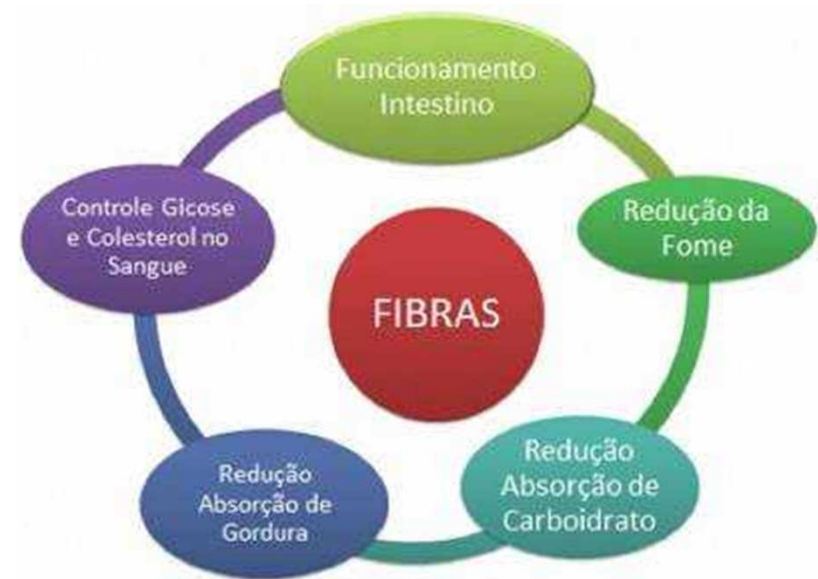 Funcionamento
Intestino
Redução da
Fome
Redução
Absorção de
Carboidrato
Redução
Absorção de
Gordura
Controle Gicose
e Colesterol no
Sangue
FIBRAS